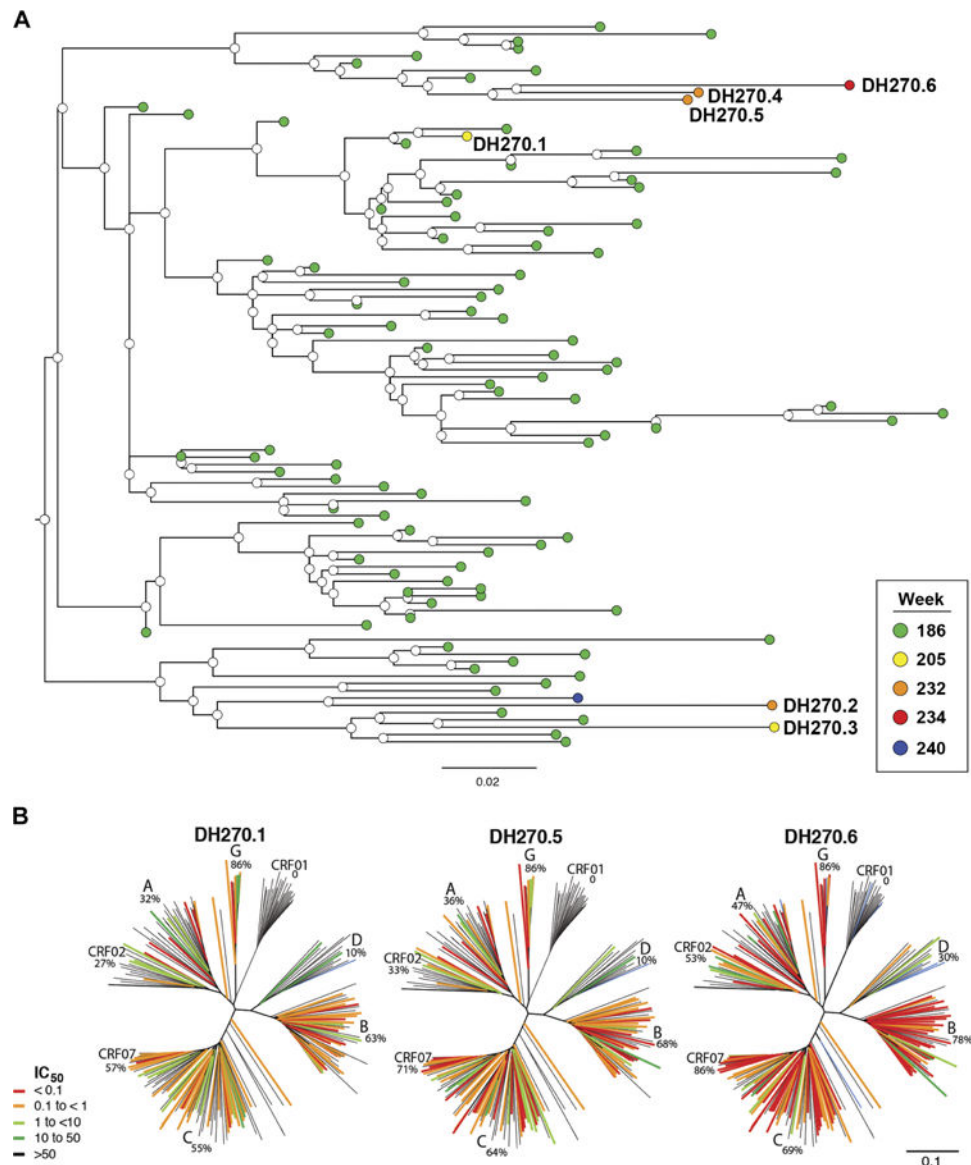 A
DH270.6
DH270.4
DH270.5
DH270.1
Week
186
205
232
234
240
DH270.2
DH270.3
0.02
B
DH270.1
G
86%
CRF01
0
A
32%
D
10%
CRF02
27%
B
63%
CRF07
57%
C
55%
DH270.5
G
86%
CRF01
0
A
36%
D
10%
CRF02
33%
B
68%
CRF07
71%
C
64%
DH270.6
G
86%
CRF01
0
A
47%
D
30%
CRF02
53%
B
78%
CRF07
86%
C
69%
IC50
< 0.1
0.1 to < 1
1 to <10
10 to 50
>50
0.1